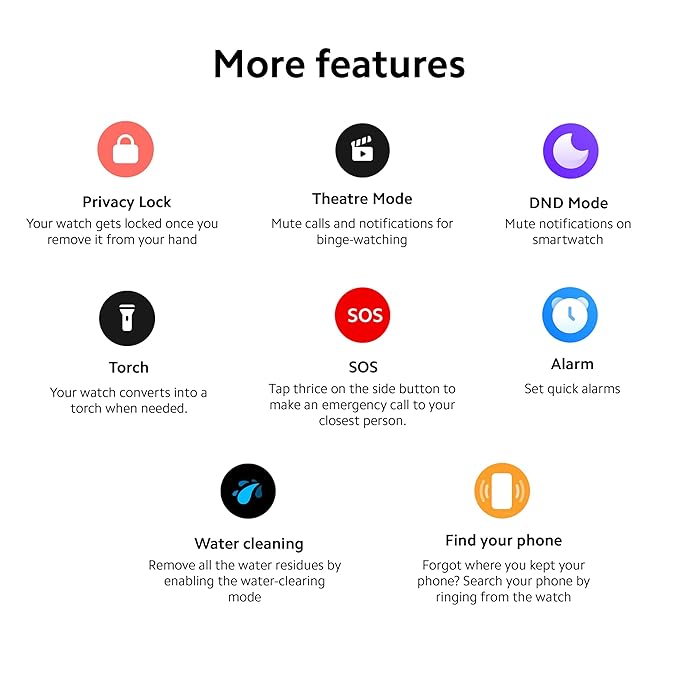 More features
Privacy Lock
Your watch gets locked once you
remove it from your hand
Theatre Mode
Mute calls and notifications for
binge-watching
DND Mode
Mute notifications on
smartwatch
Torch
Your watch converts into a
torch when needed.
SOS
SOS
Tap thrice on the side button to
make an emergency call to your
closest person.
Alarm
Set quick alarms
Water cleaning
Remove all the water residues by
enabling the water-clearing
mode
Find your phone
Forgot where you kept your
phone? Search your phone by
ringing from the watch